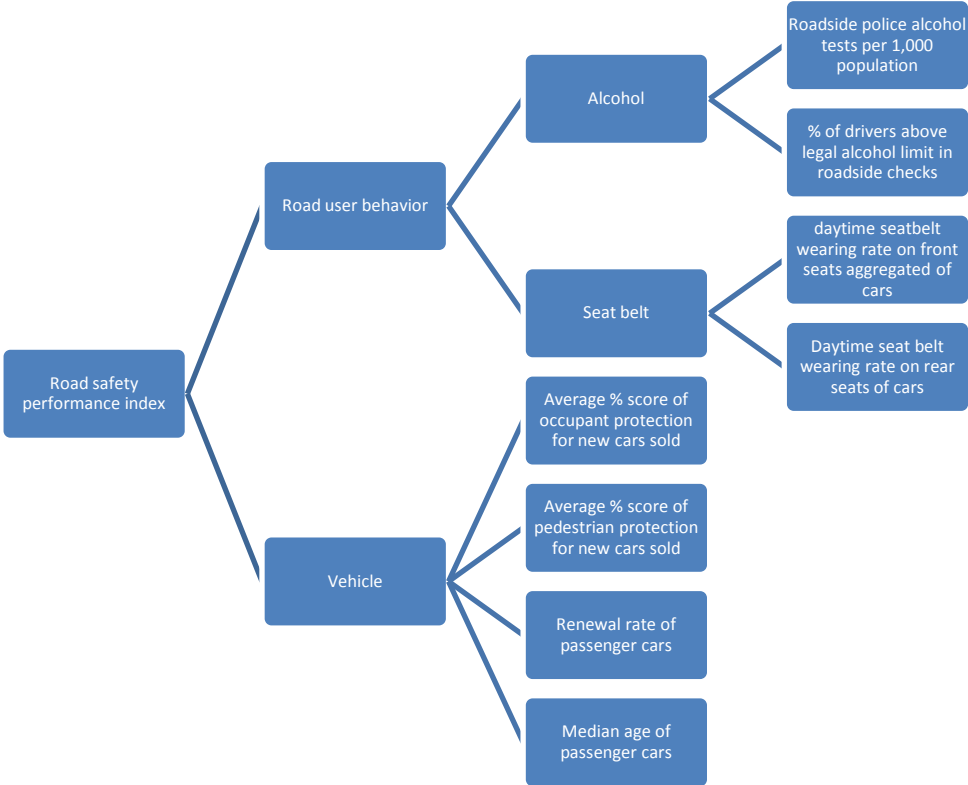 Road safety
performance index
Road user behavior
Alcohol
Roadside police alcohol
tests per 1,000
population
% of drivers above
legal alcohol limit in
roadside checks
Seat belt
daytime seatbelt
wearing rate on front
seats aggregated of
cars
Daytime seat belt
wearing rate on rear
seats of cars
Vehicle
Average % score of
occupant protection
for new cars sold
Average % score of
pedestrian protection
for new cars sold
Renewal rate of
passenger cars
Median age of
passenger cars